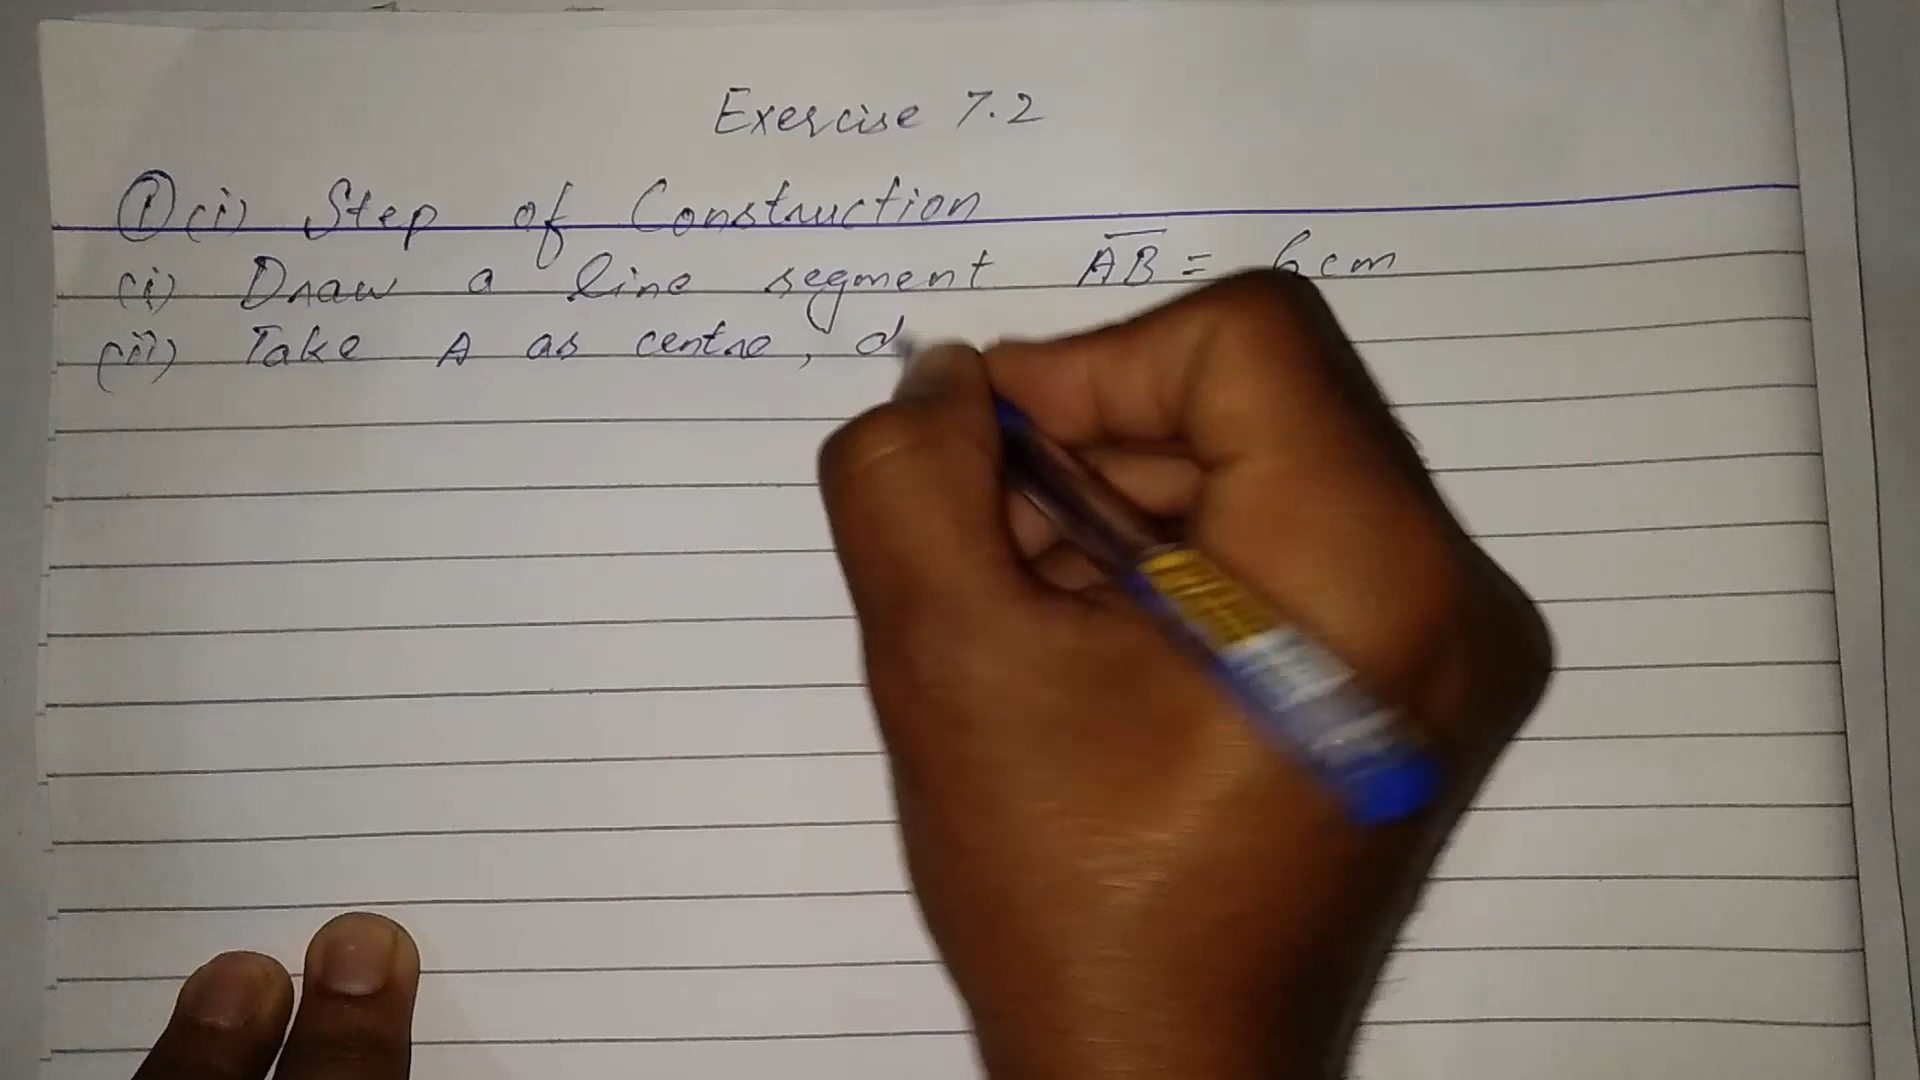 Exercise 7.2
① (i) Step of Construction
(i) Draw a line segment AB = 6cm
(ii) Take A as centre, d